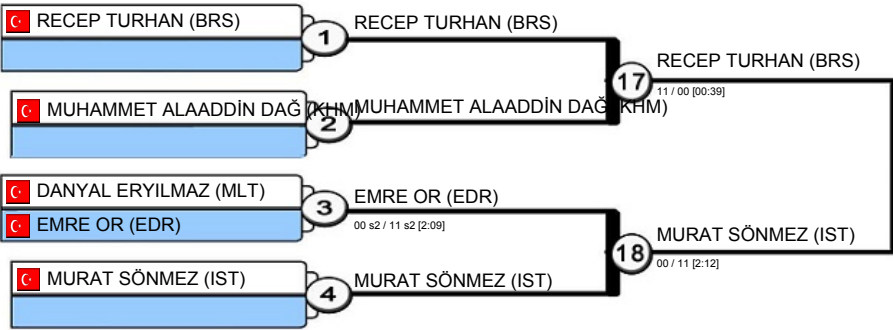 RECEP TURHAN (BRS)
1
RECEP TURHAN (BRS)
17
RECEP TURHAN (BRS)
11 / 00 [00:39]
MUHAMMET ALAADDİN DAĞ (KHM)
2
MUHAMMET ALAADDİN DAĞ (KHM)
DANYAL ERYILMAZ (MLT)
EMRE OR (EDR)
3
EMRE OR (EDR)
00 s2 / 11 s2 [2:09]
18
MURAT SÖNMEZ (IST)
00 / 11 [2:12]
MURAT SÖNMEZ (IST)
4
MURAT SÖNMEZ (IST)